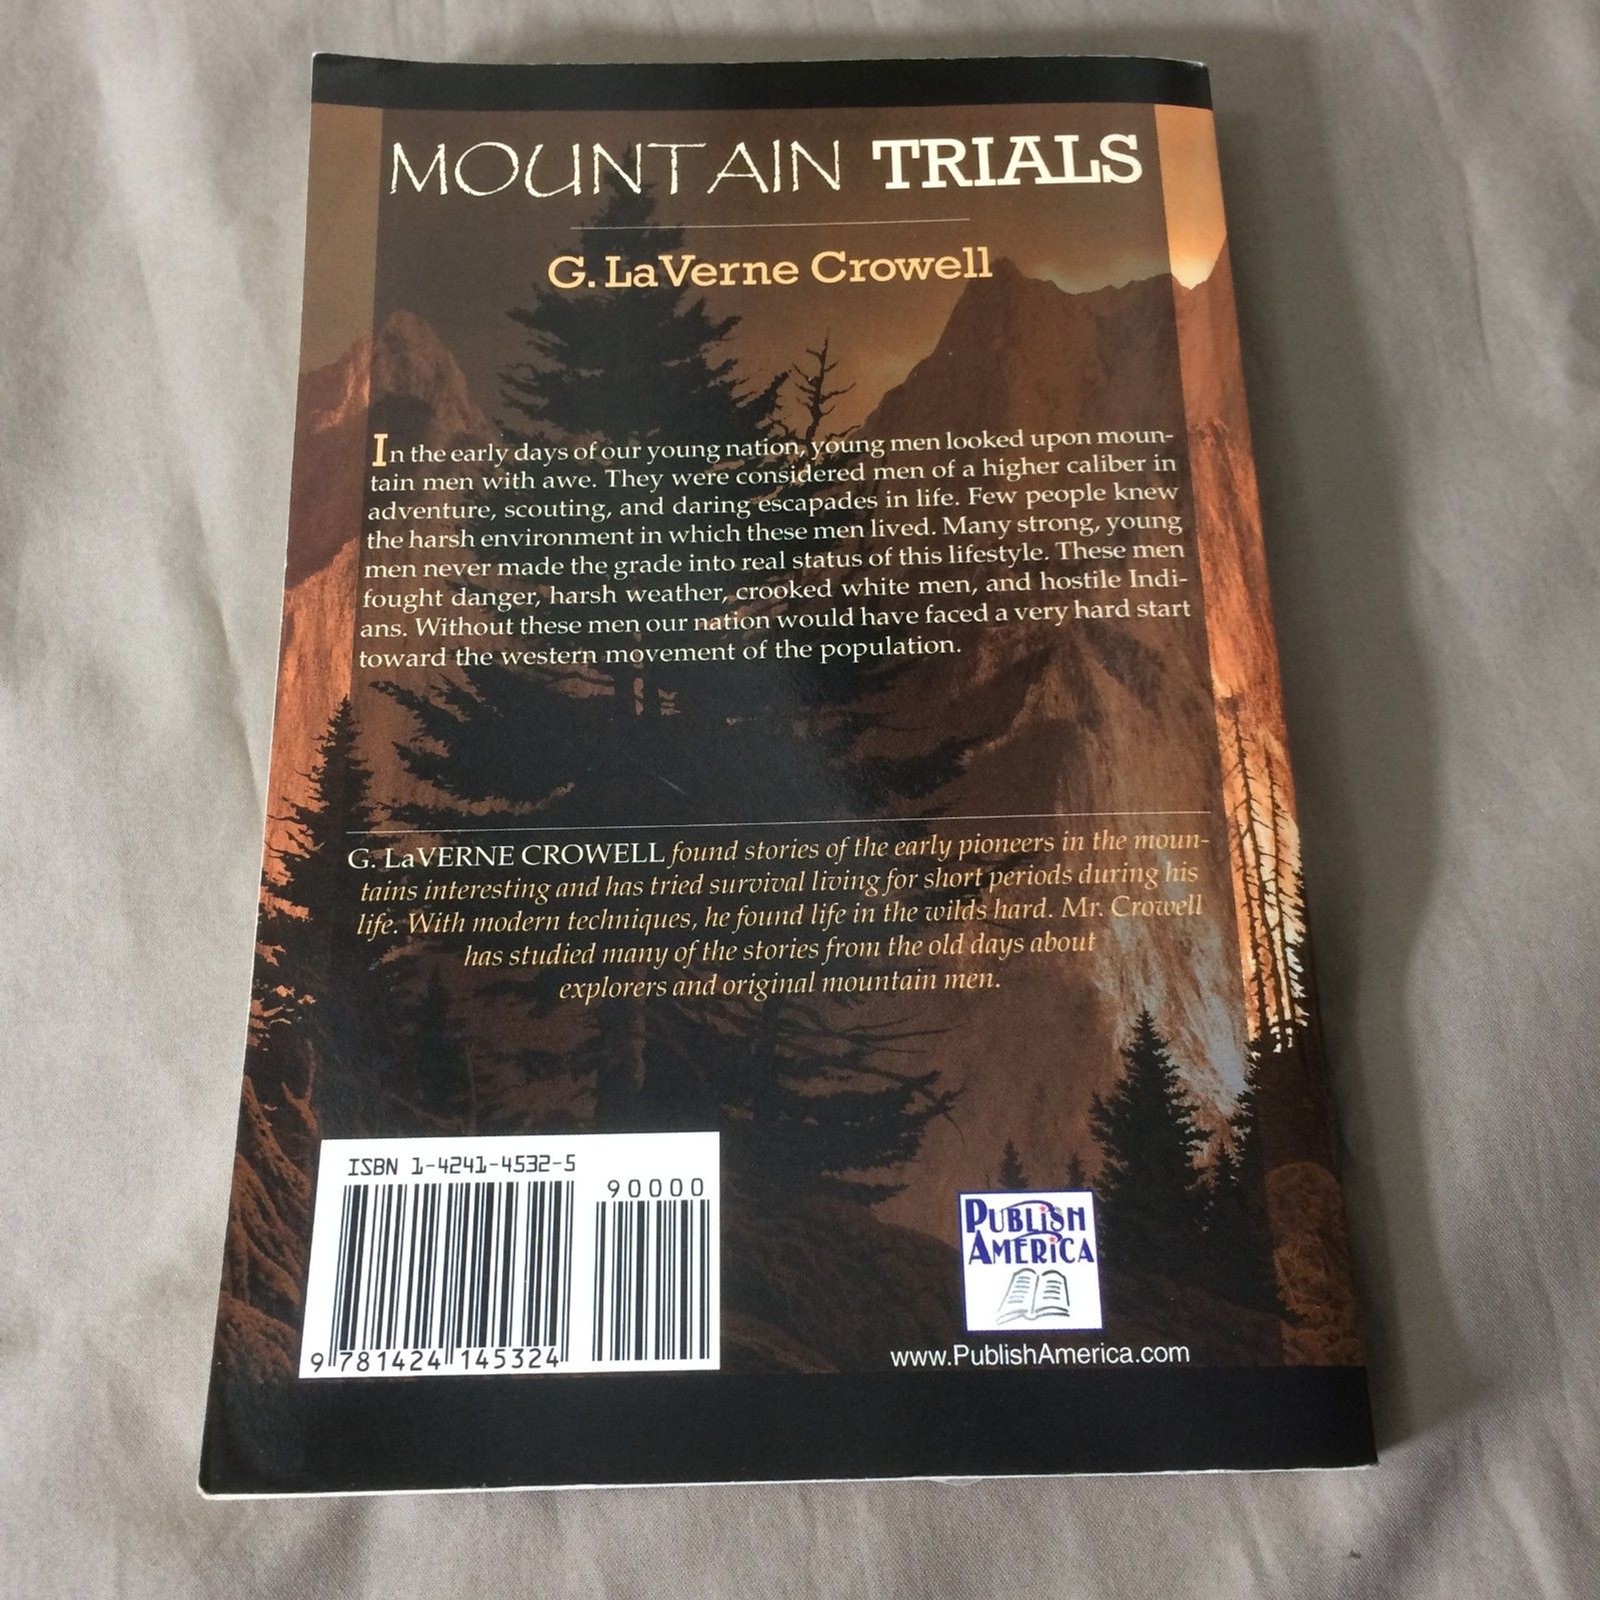 MOUNTAIN TRIALS
G. LaVerne Crowell
In the early days of our young nation, young men looked upon moun-
tain men with awe. They were considered men of a higher caliber in
adventure, scouting, and daring escapades in life. Few people knew
the harsh environment in which these men lived. Many strong, young
men never made the grade into real status of this lifestyle. These men
fought danger, harsh weather, crooked white men, and hostile Indi-
ans. Without these men our nation would have faced a very hard start
toward the western movement of the population.
G. LaVERNE CROWELL found stories of the early pioneers in the moun-
tains interesting and has tried survival living for short periods during his
life. With modern techniques, he found life in the wilds hard. Mr. Crowell
has studied many of the stories from the old days about
explorers and original mountain men.
ISBN 1-4241-4532-5
90000
9 781424 145324
PUBLISH
AMERICA
www.PublishAmerica.com